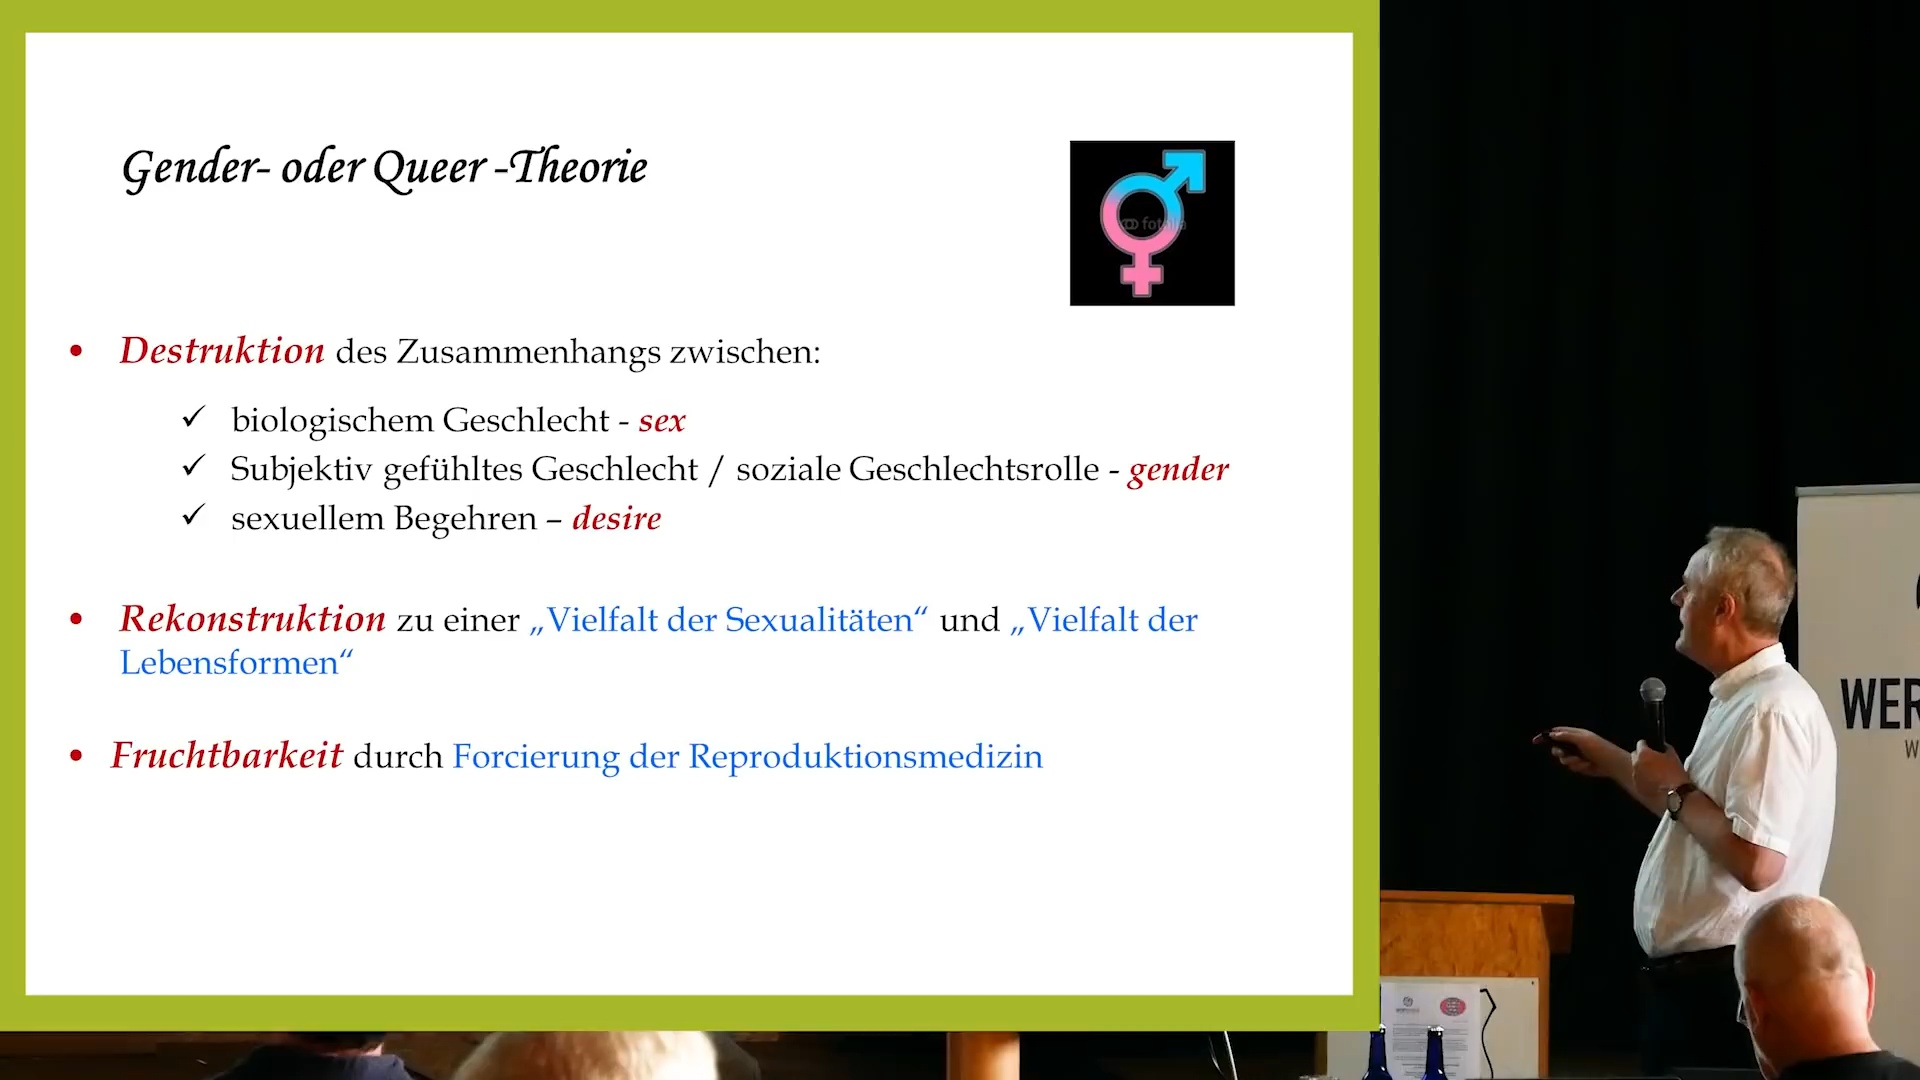 Gender- oder Queer -Theorie
fotolia
• Destruktion des Zusammenhangs zwischen:
✓ biologischem Geschlecht - sex
✓ Subjektiv gefühltes Geschlecht / soziale Geschlechtsrolle - gender
✓ sexuellem Begehren – desire
• Rekonstruktion zu einer „Vielfalt der Sexualitäten“ und „Vielfalt der
Lebensformen“
• Fruchtbarkeit durch Forcierung der Reproduktionsmedizin
WER
W